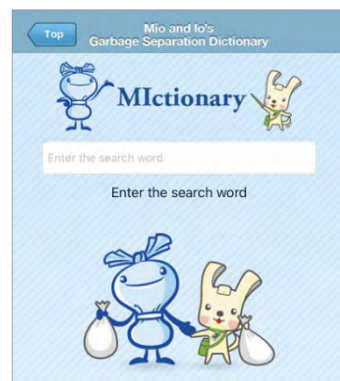 Top
Mio and Io's
Garbage Separation Dictionary
MIctionary
Enter the search word
Enter the search word